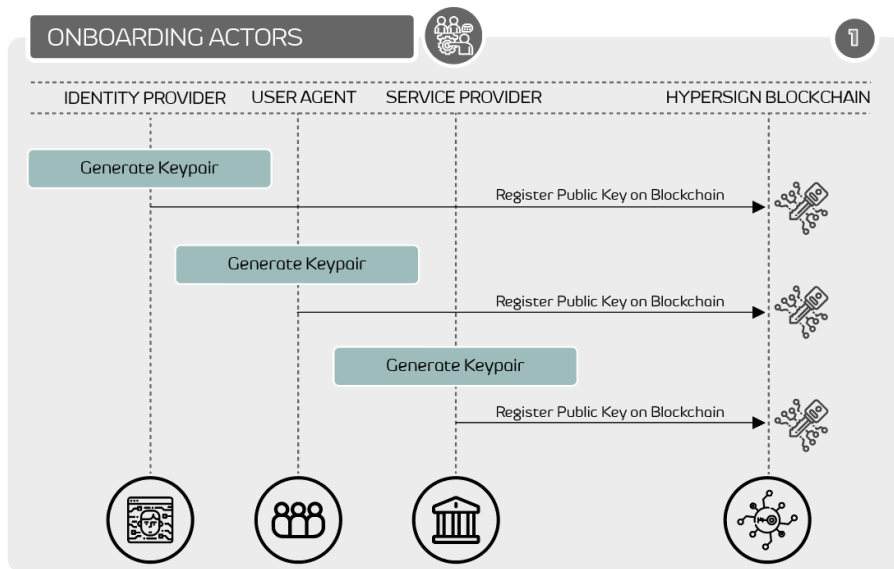 ONBOARDING ACTORS
1
IDENTITY PROVIDER USER AGENT SERVICE PROVIDER HYPERSIGN BLOCKCHAIN
Generate Keypair
Register Public Key on Blockchain
Generate Keypair
Register Public Key on Blockchain
Generate Keypair
Register Public Key on Blockchain